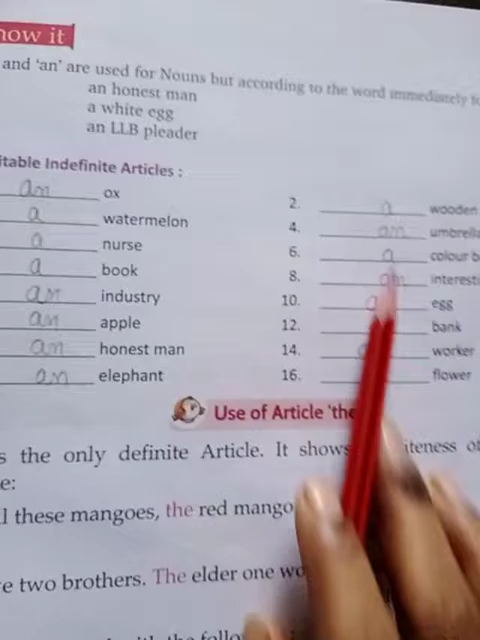 now it
and 'an' are used for Nouns but according to the word immediately
an honest man
a white egg
an LLB pleader
itable Indefinite Articles :
an ox
a watermelon
a nurse
a book
an industry
an apple
an honest man
an elephant
2. a wooden
4. an umbrella
6. a colour
8. an interesti
10. egg
12. bank
14. worker
16. flower
Use of Article 'the
s the only definite Article. It shows iteness of
e:
l these mangoes, the red mango
e two brothers. The elder one wo